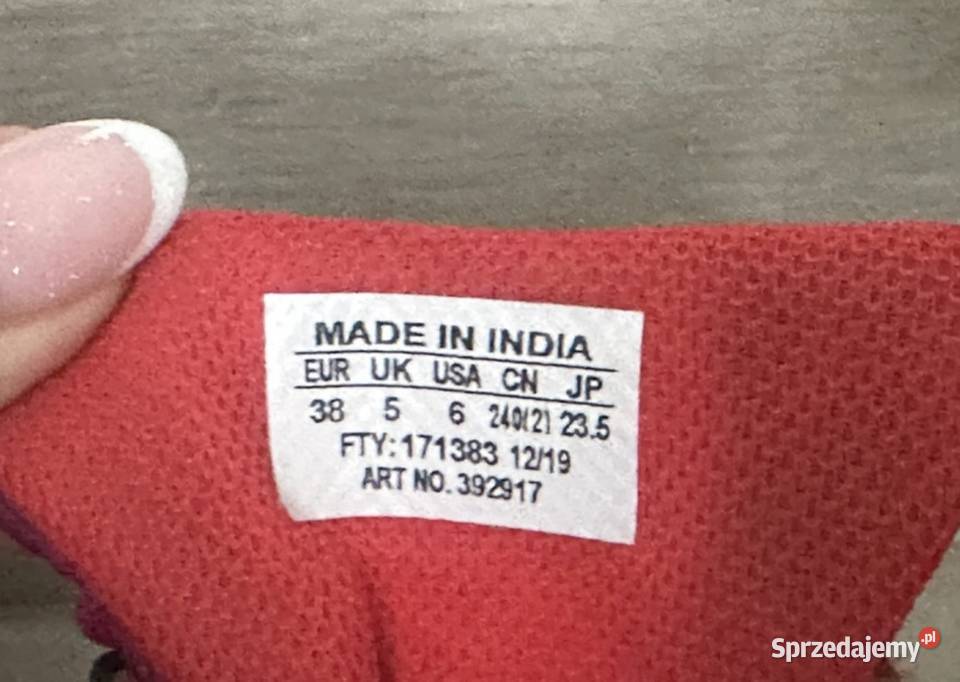 MADE IN INDIA
EUR UK USA CN JP
38 5 6 240(2) 23.5
FTY:171383 12/19
ART NO. 392917
Sprzedajemy.pl